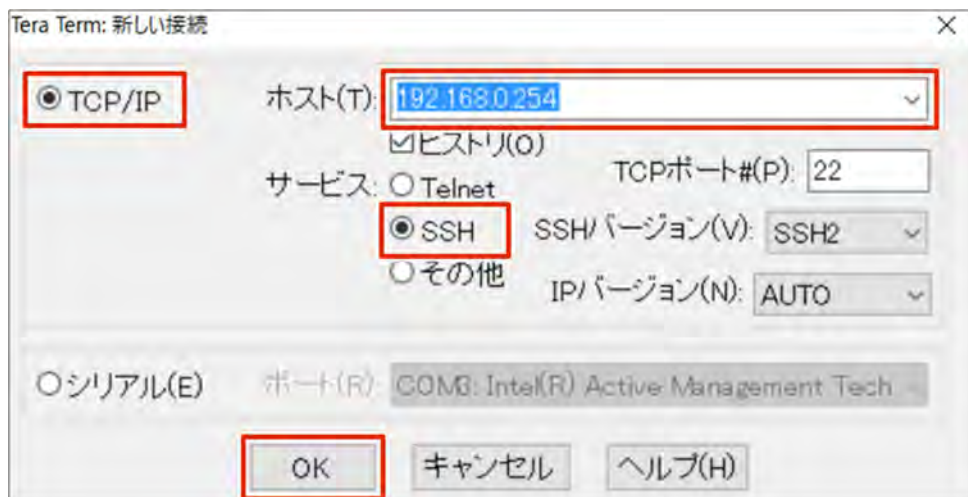 Tera Term: 新しい接続
TCP/IP ホスト(T): 192.168.0.254
ヒストリ(O)
サービス: Telnet TCPポート#(P): 22
SSH SSHバージョン(V): SSH2
その他 IPバージョン(N): AUTO
シリアル(E) ポート(R): COM3: Intel(R) Active Management Tech
OK キャンセル ヘルプ(H)